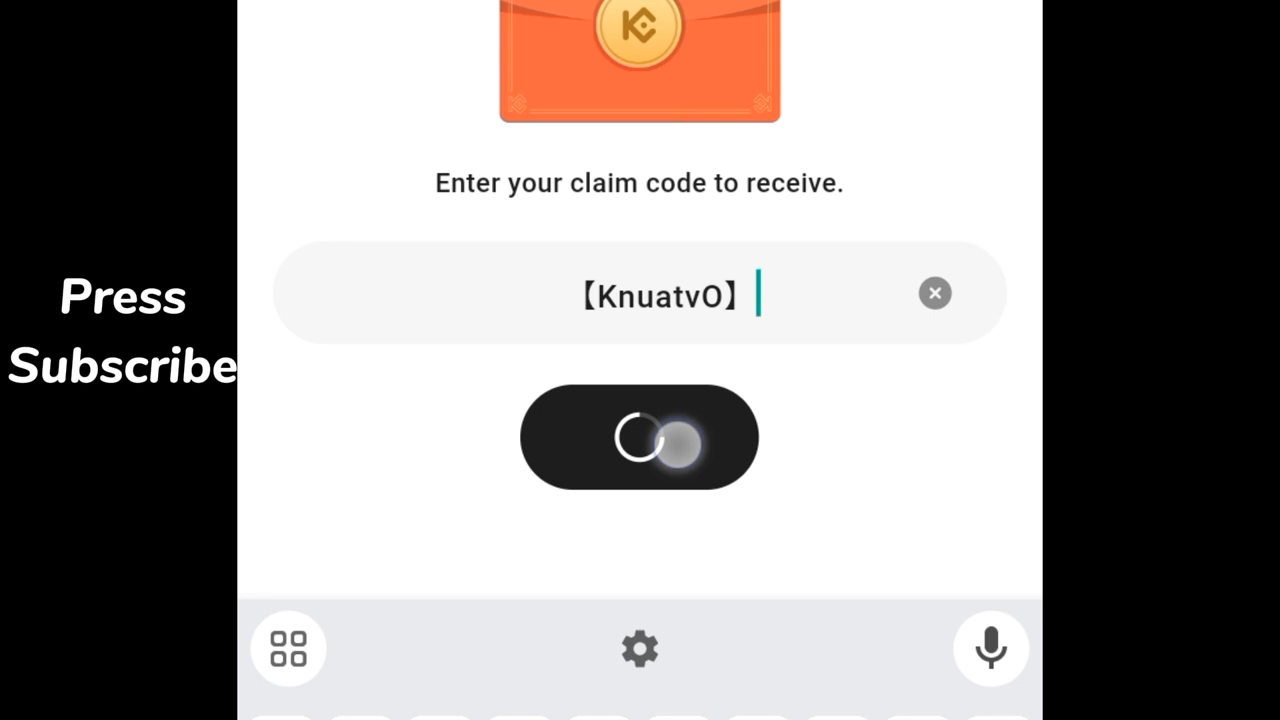 Enter your claim code to receive.
【KnuatvO】
Press
Subscribe